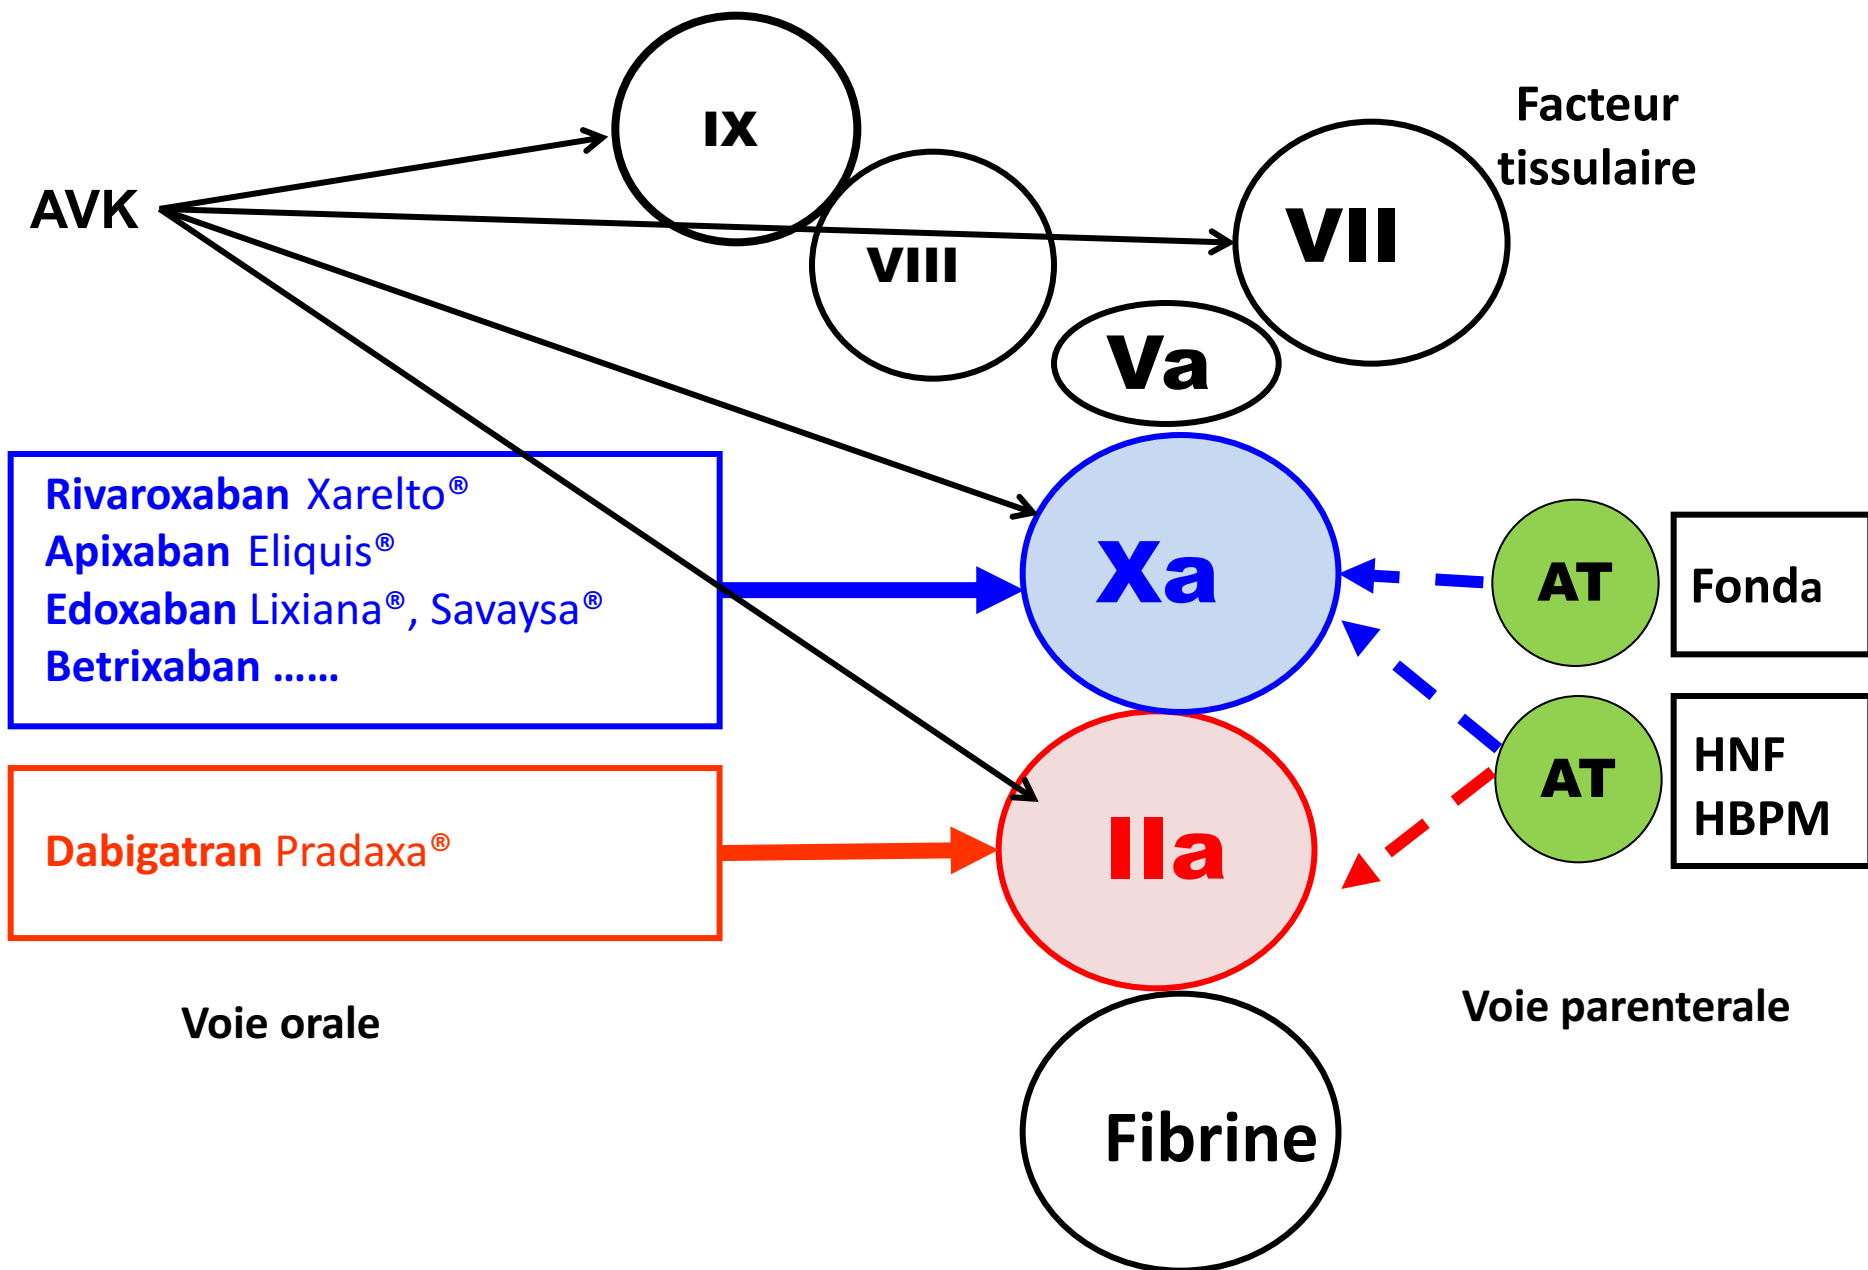 IX
Facteur
tissulaire
AVK
VII
VIII
Va
Rivaroxaban Xarelto®
Apixaban Eliquis®
Edoxaban Lixiana®, Savaysa®
Betrixaban ......
Xa
AT
Fonda
AT
HNF
HBPM
Dabigatran Pradaxa®
IIa
Voie orale
Voie parenterale
Fibrine